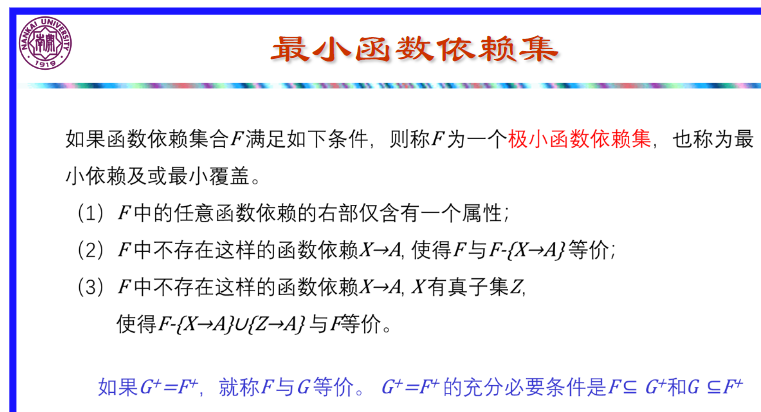 NANKAI UNIVERSITY
1919
最小函数依赖集
如果函数依赖集合F满足如下条件，则称F为一个极小函数依赖集，也称为最
小依赖及或最小覆盖。
（1）F中的任意函数依赖的右部仅含有一个属性；
（2）F中不存在这样的函数依赖X→A, 使得F与F-{X→A}等价；
（3）F中不存在这样的函数依赖X→A, X有真子集Z,
使得F-{X→A}∪{Z→A}与F等价。
如果G⁺=F⁺，就称F与G等价。 G⁺=F⁺的充分必要条件是F⊆ G⁺和G ⊆F⁺